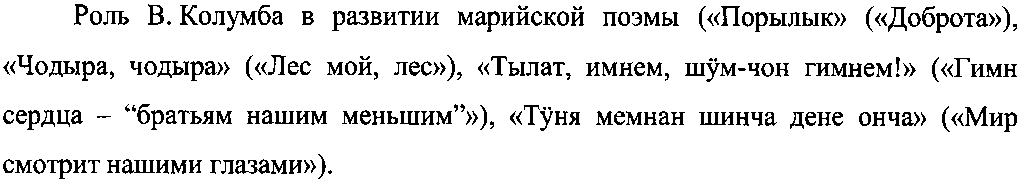 Роль В. Колумба в развитии марийской поэмы («Порылык» («Доброта»),
«Чодыра, чодыра» («Лес мой, лес»), «Тылат, имнем, шӱм-чон гимнем!» («Гимн
сердца – “братьям нашим меньшим”»), «Тӱня мемнан шинча дене онча» («Мир
смотрит нашими глазами»).